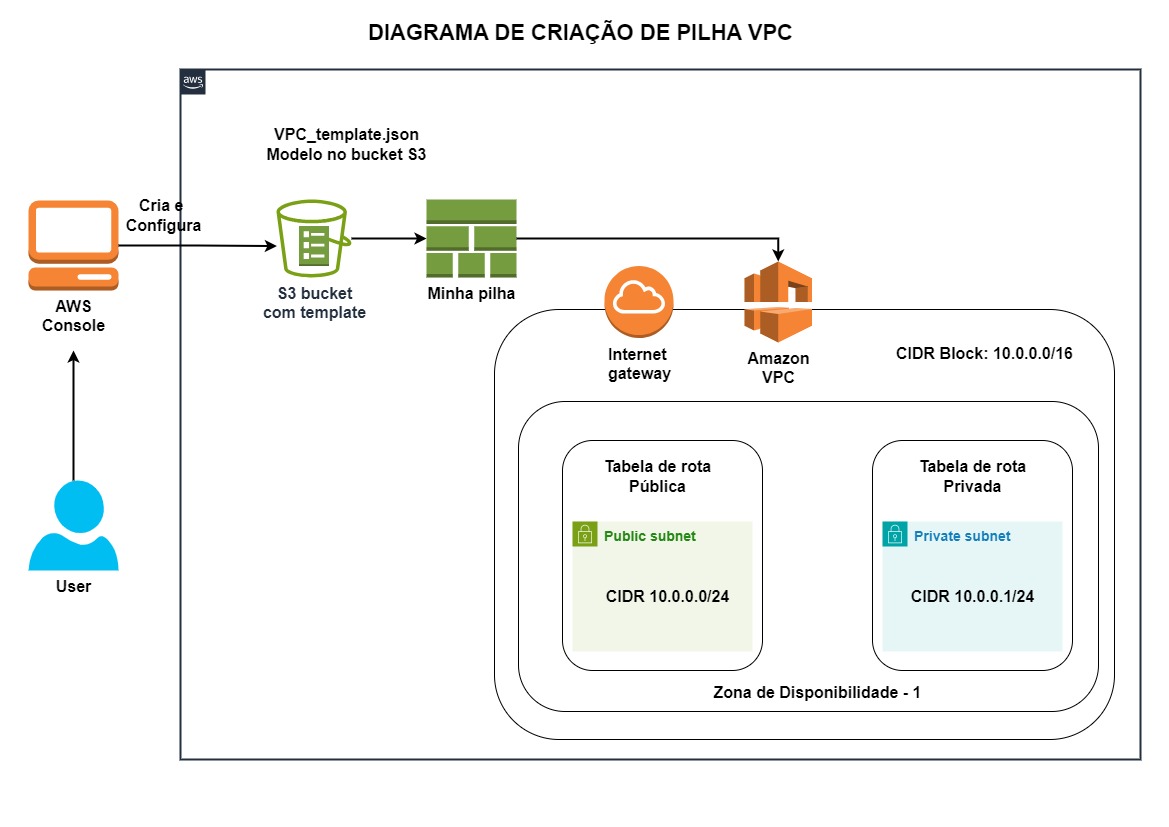 DIAGRAMA DE CRIAÇÃO DE PILHA VPC
aws
VPC_template.json
Modelo no bucket S3
Cria e
Configura
AWS
Console
S3 bucket
com template
Minha pilha
Internet
gateway
Amazon
VPC
CIDR Block: 10.0.0.0/16
Tabela de rota
Pública
Public subnet
CIDR 10.0.0.0/24
Tabela de rota
Privada
Private subnet
CIDR 10.0.0.1/24
Zona de Disponibilidade - 1
User